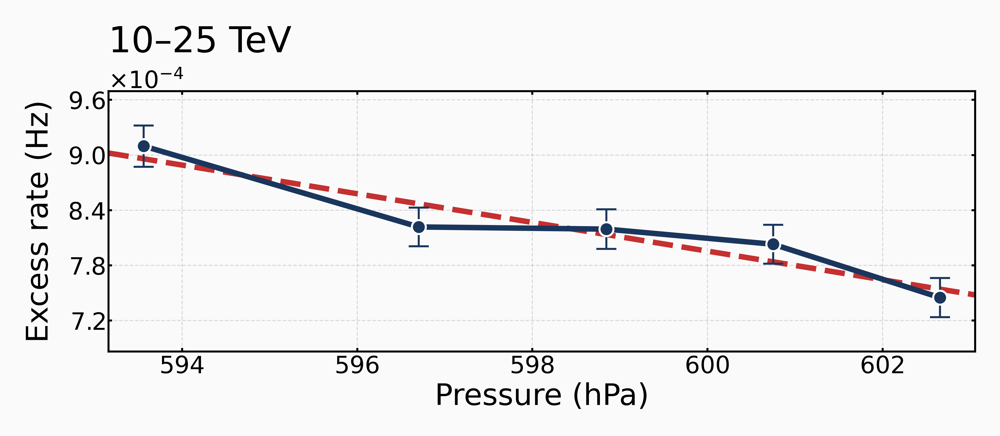 10–25 TeV
×10⁻⁴
Excess rate (Hz)
9.6
9.0
8.4
7.8
7.2
594 596 598 600 602
Pressure (hPa)